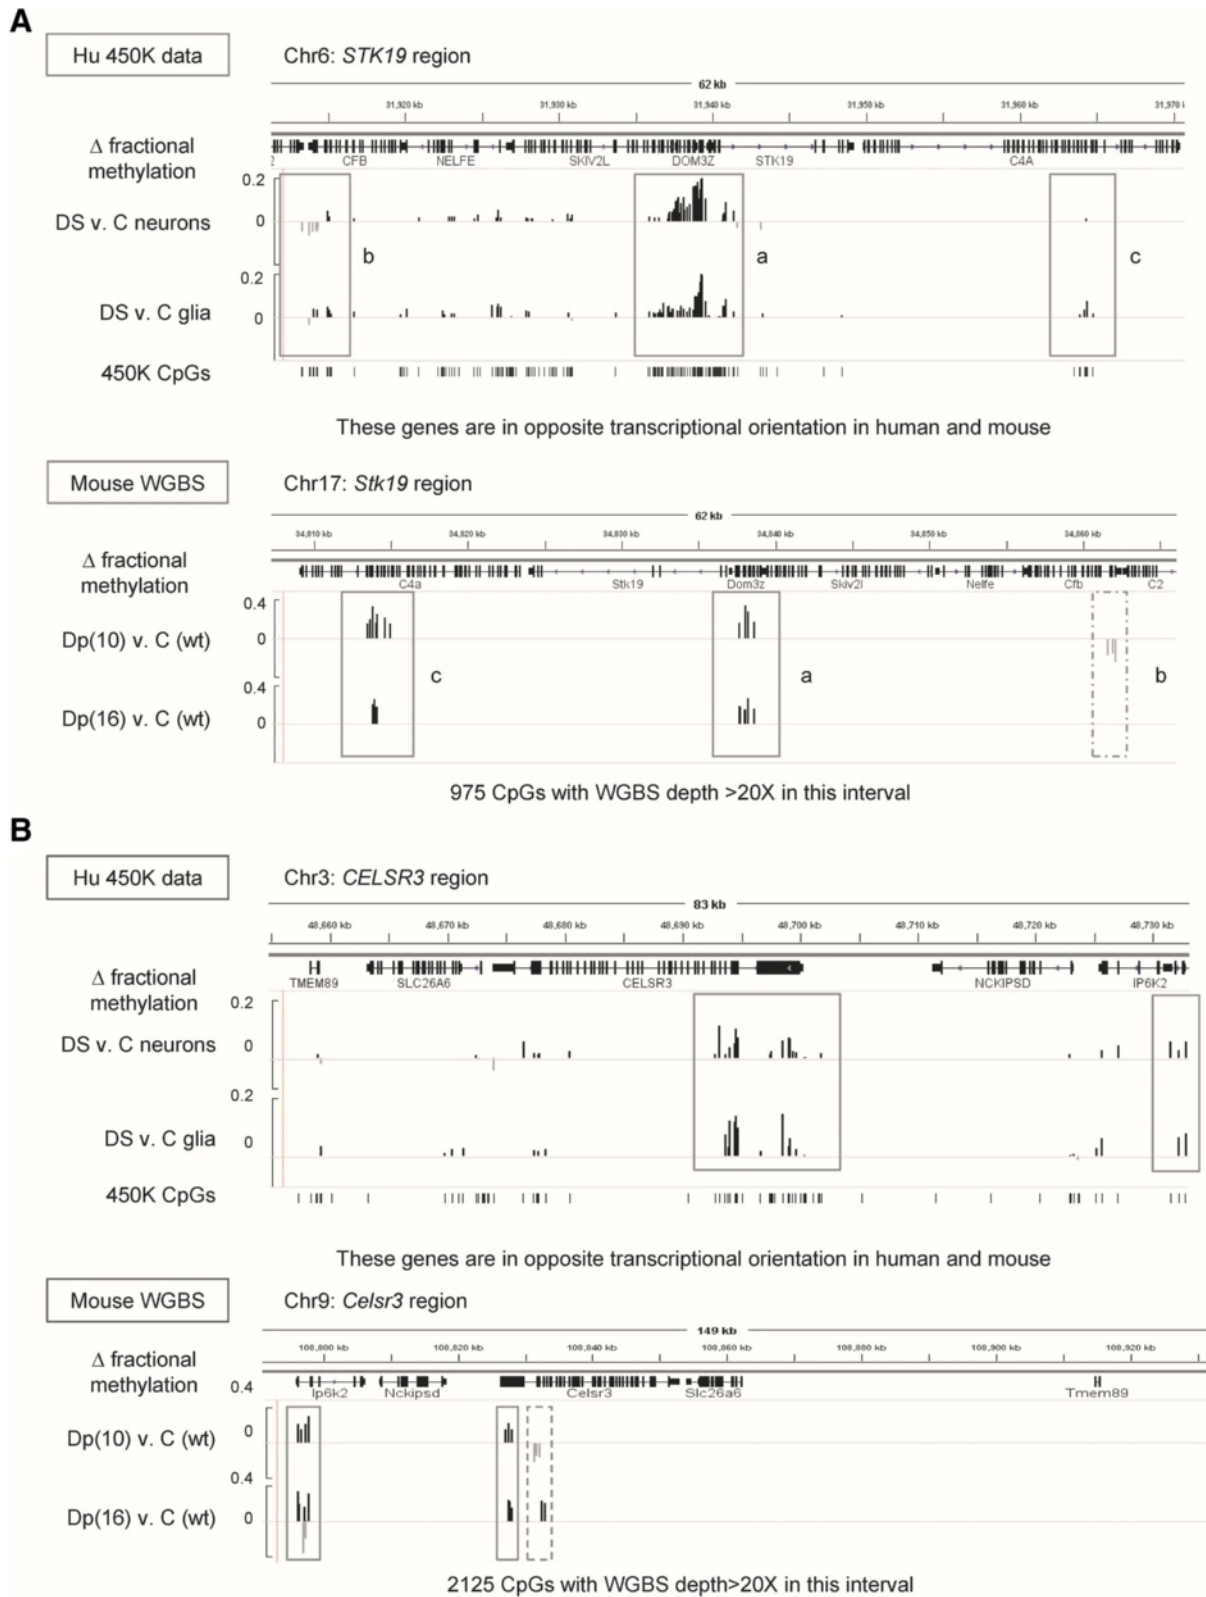 A
Hu 450K data
Chr6: STK19 region
62 kb
31,920 kb 31,930 kb 31,940 kb 31,950 kb 31,960 kb 31,970 k
Δ fractional
methylation
2 CFB NELFE SKIV2L DOM3Z STK19 C4A
0.2
DS v. C neurons 0
b a c
0.2
DS v. C glia 0
450K CpGs
These genes are in opposite transcriptional orientation in human and mouse
Mouse WGBS
Chr17: Stk19 region
62 kb
34,810 kb 34,820 kb 34,830 kb 34,840 kb 34,850 kb 34,860 kb
Δ fractional
methylation
C4a Stk19 Dom3z Skiv2l Nelfe Cfb C2
0.4
Dp(10) v. C (wt) 0
c a b
0.4
Dp(16) v. C (wt) 0
975 CpGs with WGBS depth >20X in this interval
B
Hu 450K data
Chr3: CELSR3 region
83 kb
48,660 kb 48,670 kb 48,680 kb 48,690 kb 48,700 kb 48,710 kb 48,720 kb 48,730 kb
Δ fractional
methylation
TMEM89 SLC26A6 CELSR3 NCKIPSD IP6K2
0.2
DS v. C neurons 0
0.2
DS v. C glia 0
450K CpGs
These genes are in opposite transcriptional orientation in human and mouse
Mouse WGBS
Chr9: Celsr3 region
149 kb
108,800 kb 108,820 kb 108,840 kb 108,860 kb 108,880 kb 108,900 kb 108,920 kb
Δ fractional
methylation
0.4
Ip6k2 Nckipsd Celsr3 Slc26a6 Tmem89
Dp(10) v. C (wt) 0
0.4
Dp(16) v. C (wt) 0
2125 CpGs with WGBS depth>20X in this interval